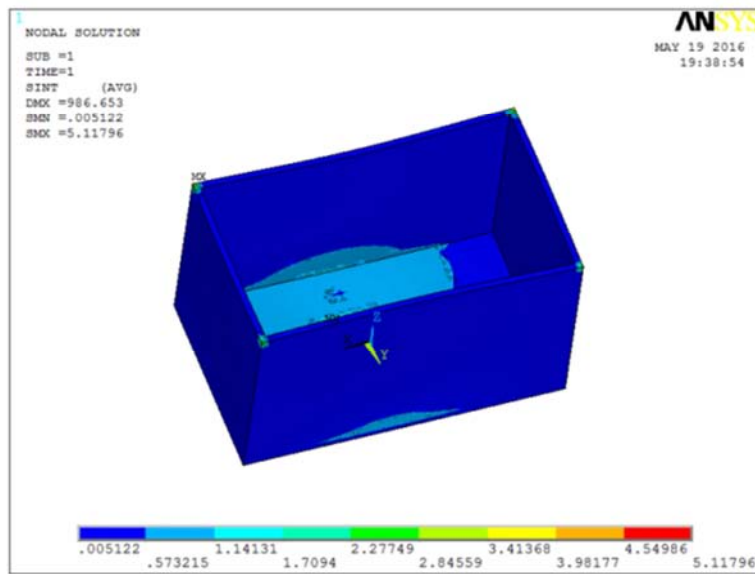 1
NODAL SOLUTION
SUB =1
TIME=1
SINT (AVG)
DMX =986.653
SMN =.005122
SMX =5.11796
ANSYS
MAY 19 2016
19:38:54
MX
Z
Y
.005122 1.14131 2.27749 3.41368 4.54986
.573215 1.7094 2.84559 3.98177 5.11796